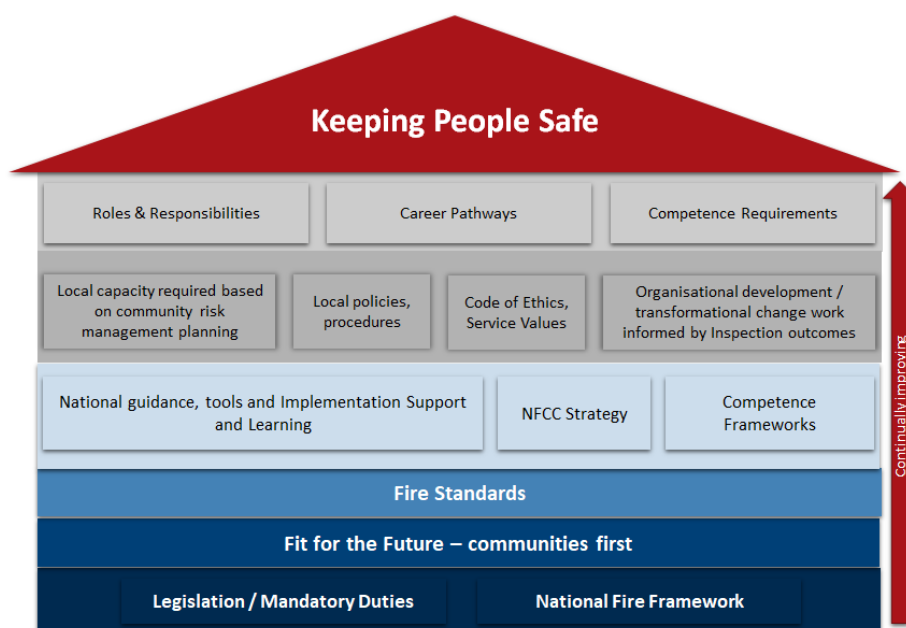 Keeping People Safe
Roles & Responsibilities
Career Pathways
Competence Requirements
Local capacity required based
on community risk
management planning
Local policies,
procedures
Code of Ethics,
Service Values
Organisational development /
transformational change work
informed by Inspection outcomes
National guidance, tools and Implementation Support
and Learning
NFCC Strategy
Competence
Frameworks
Fire Standards
Fit for the Future – communities first
Legislation / Mandatory Duties
National Fire Framework
Continually improving